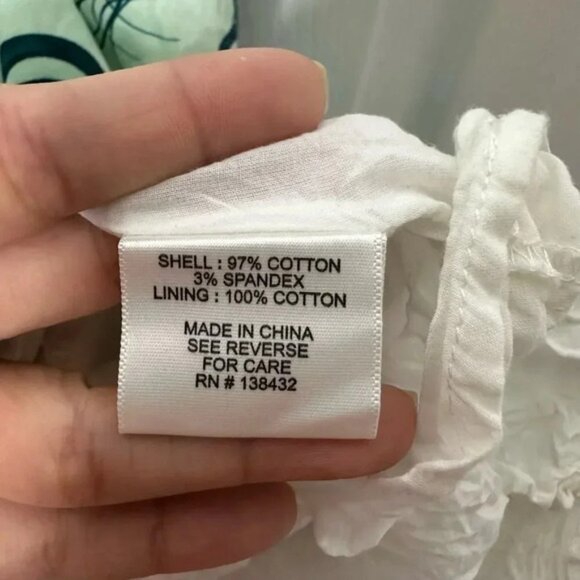 SHELL : 97% COTTON
3% SPANDEX
LINING : 100% COTTON
MADE IN CHINA
SEE REVERSE
FOR CARE
RN # 138432